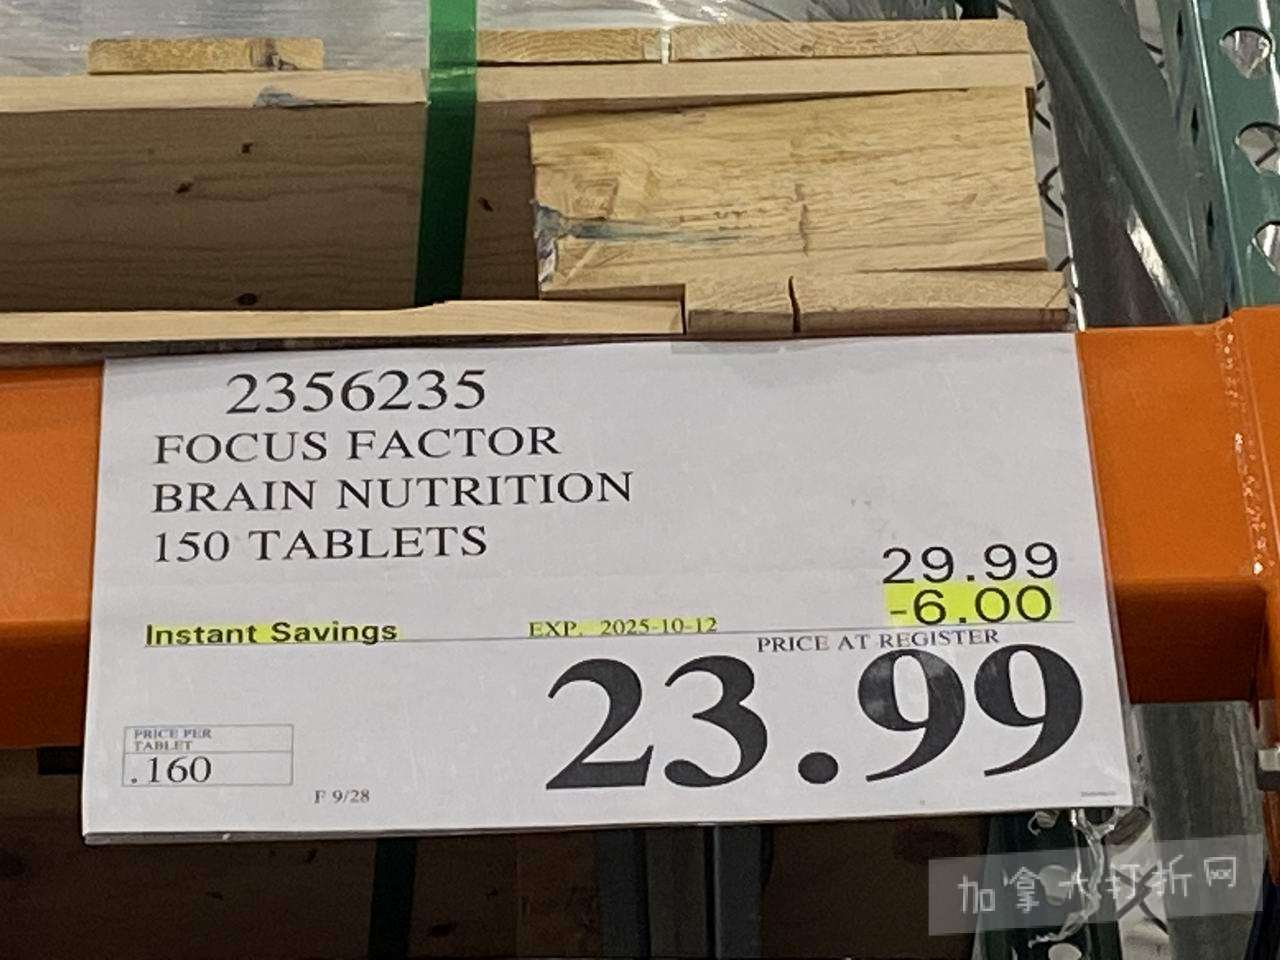 2356235
FOCUS FACTOR
BRAIN NUTRITION
150 TABLETS
29.99
-6.00
Instant Savings EXP. 2025-10-12
PRICE AT REGISTER
23.99
PRICE PER
TABLET
.160
F 9/28
加拿大打折网